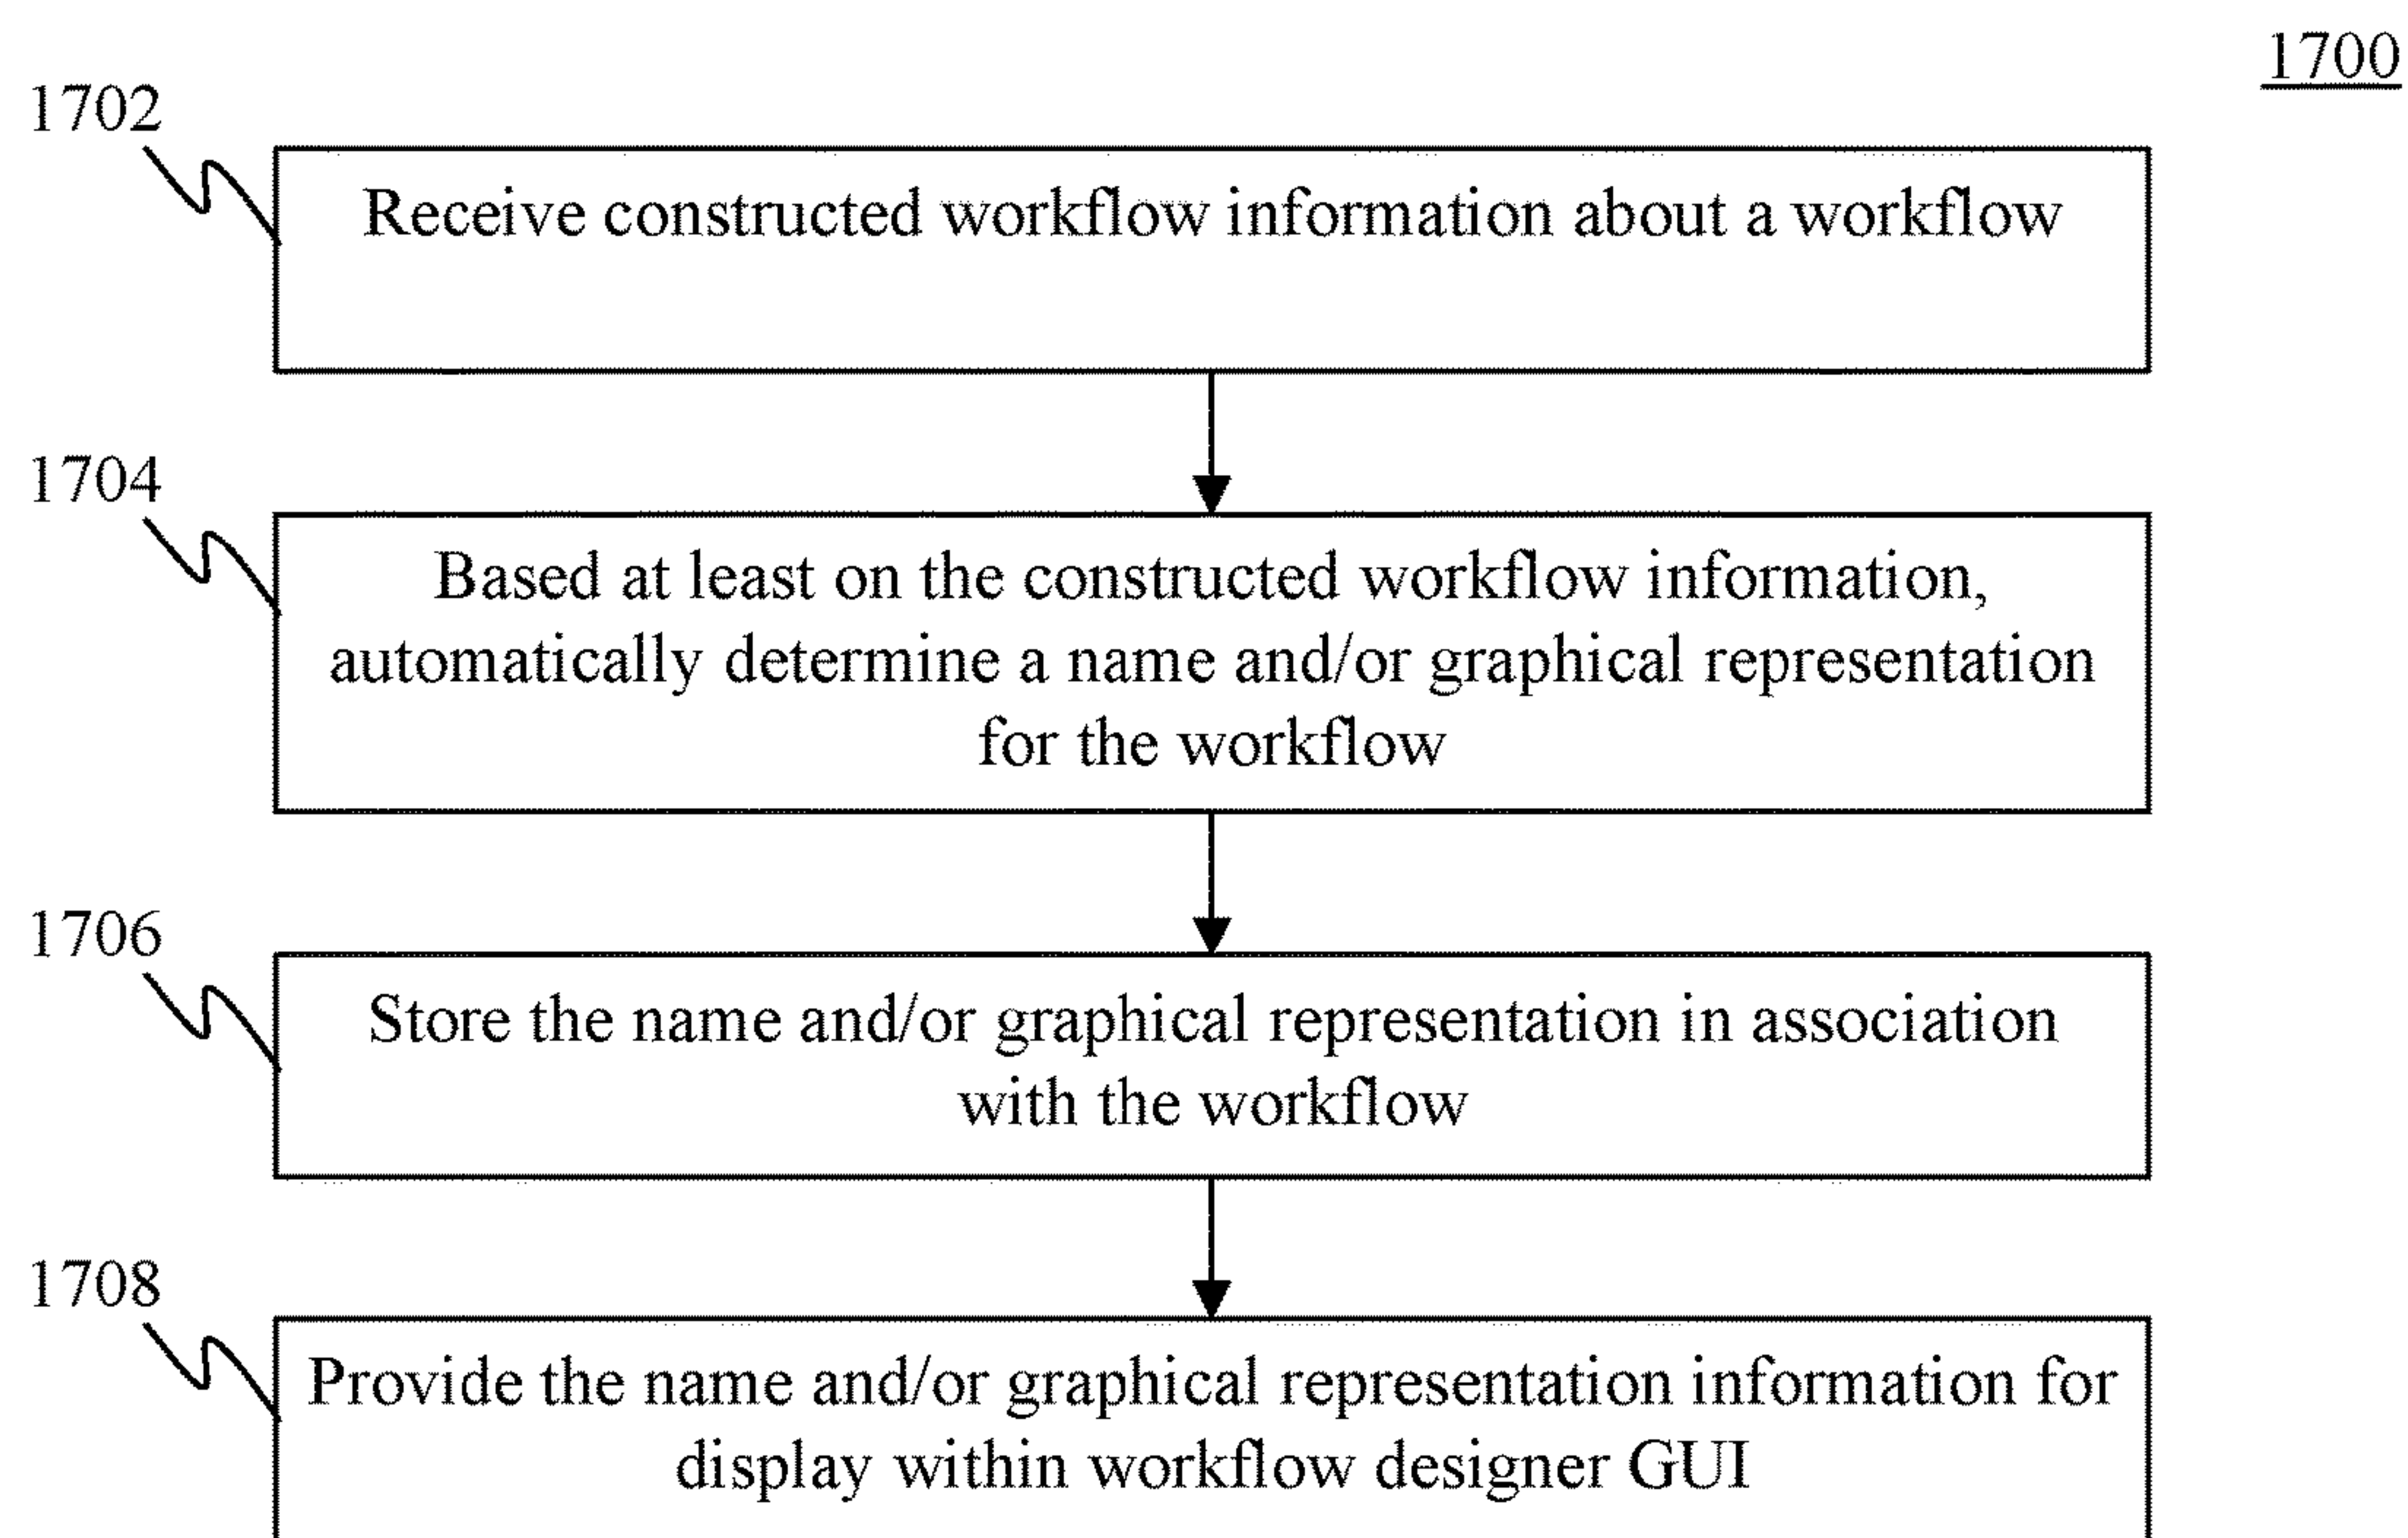 1700
1702
Receive constructed workflow information about a workflow
1704
Based at least on the constructed workflow information,
automatically determine a name and/or graphical representation
for the workflow
1706
Store the name and/or graphical representation in association
with the workflow
1708
Provide the name and/or graphical representation information for
display within workflow designer GUI